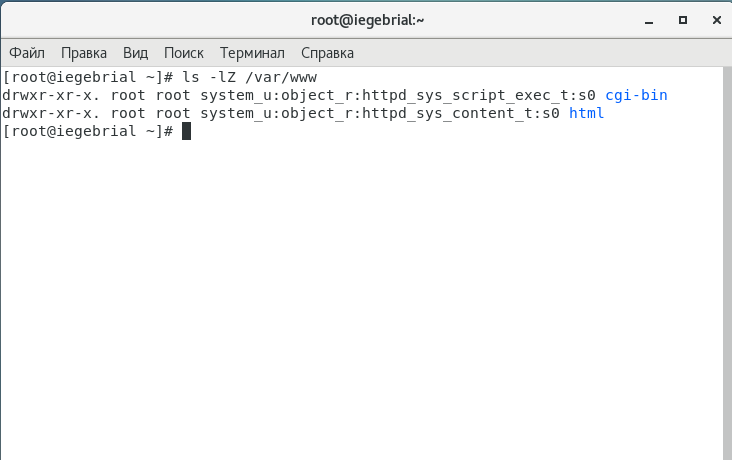 root@iegebrial:~
Файл Правка Вид Поиск Терминал Справка
[root@iegebrial ~]# ls -lZ /var/www
drwxr-xr-x. root root system_u:object_r:httpd_sys_script_exec_t:s0 cgi-bin
drwxr-xr-x. root root system_u:object_r:httpd_sys_content_t:s0 html
[root@iegebrial ~]#